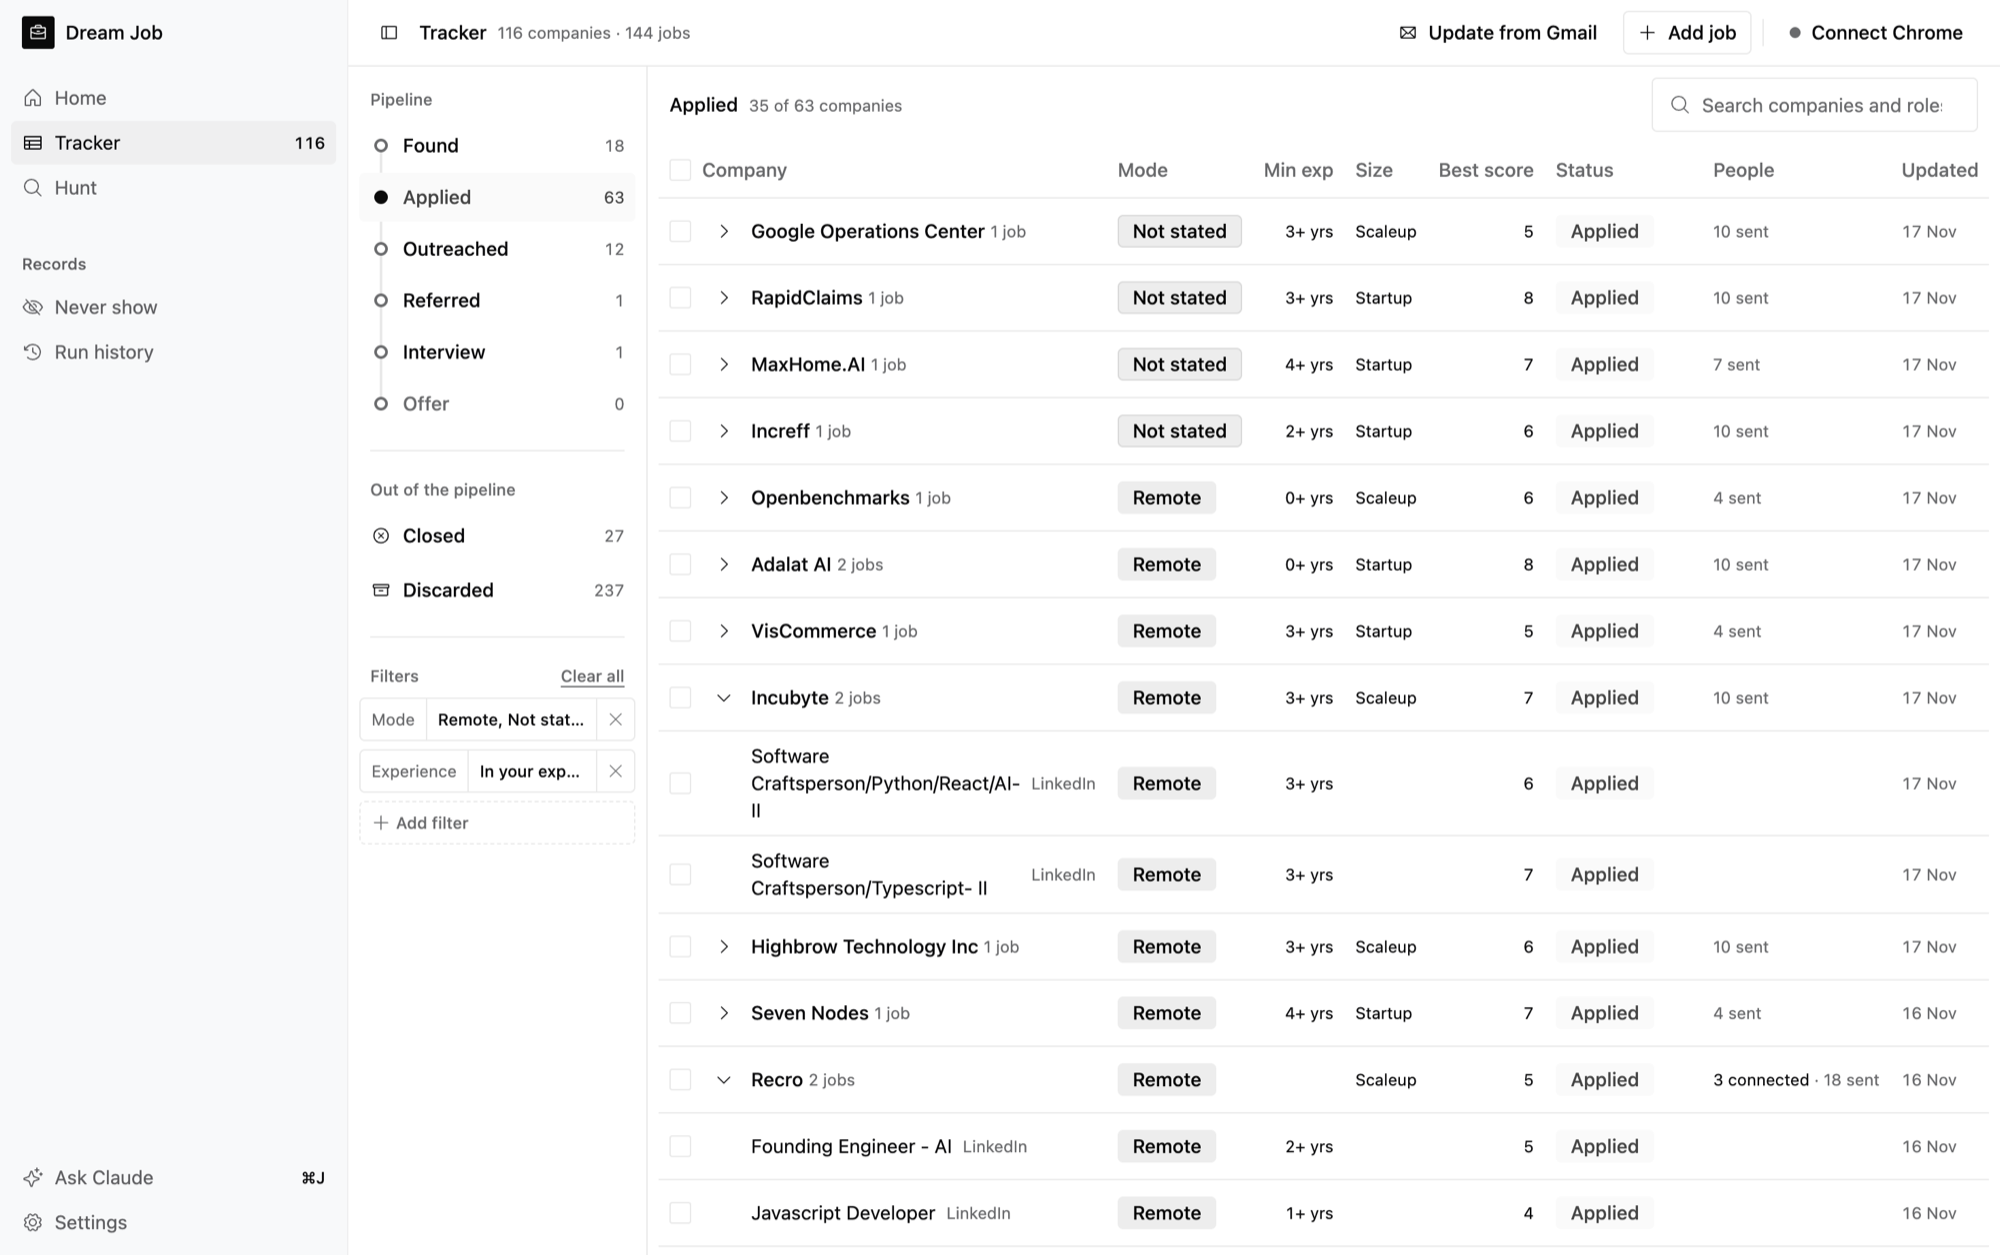 Dream Job
Home
Tracker 116
Hunt
Records
Never show
Run history
Ask Claude ⌘J
Settings
Tracker 116 companies · 144 jobs
Update from Gmail
Add job
Connect Chrome
Pipeline
Found 18
Applied 63
Outreached 12
Referred 1
Interview 1
Offer 0
Out of the pipeline
Closed 27
Discarded 237
Filters Clear all
Mode Remote, Not stat...
Experience In your exp...
Add filter
Applied 35 of 63 companies
Search companies and role
Company Mode Min exp Size Best score Status People Updated
Google Operations Center 1 job Not stated 3+ yrs Scaleup 5 Applied 10 sent 17 Nov
RapidClaims 1 job Not stated 3+ yrs Startup 8 Applied 10 sent 17 Nov
MaxHome.AI 1 job Not stated 4+ yrs Startup 7 Applied 7 sent 17 Nov
Increff 1 job Not stated 2+ yrs Startup 6 Applied 10 sent 17 Nov
Openbenchmarks 1 job Remote 0+ yrs Scaleup 6 Applied 4 sent 17 Nov
Adalat AI 2 jobs Remote 0+ yrs Startup 8 Applied 10 sent 17 Nov
VisCommerce 1 job Remote 3+ yrs Startup 5 Applied 4 sent 17 Nov
Incubyte 2 jobs Remote 3+ yrs Scaleup 7 Applied 10 sent 17 Nov
Software
Craftsperson/Python/React/AI- LinkedIn Remote 3+ yrs 6 Applied 17 Nov
II
Software
Craftsperson/Typescript- II LinkedIn Remote 3+ yrs 7 Applied 17 Nov
Highbrow Technology Inc 1 job Remote 3+ yrs Scaleup 6 Applied 10 sent 17 Nov
Seven Nodes 1 job Remote 4+ yrs Startup 7 Applied 4 sent 16 Nov
Recro 2 jobs Remote Scaleup 5 Applied 3 connected · 18 sent 16 Nov
Founding Engineer - AI LinkedIn Remote 2+ yrs 5 Applied 16 Nov
Javascript Developer LinkedIn Remote 1+ yrs 4 Applied 16 Nov